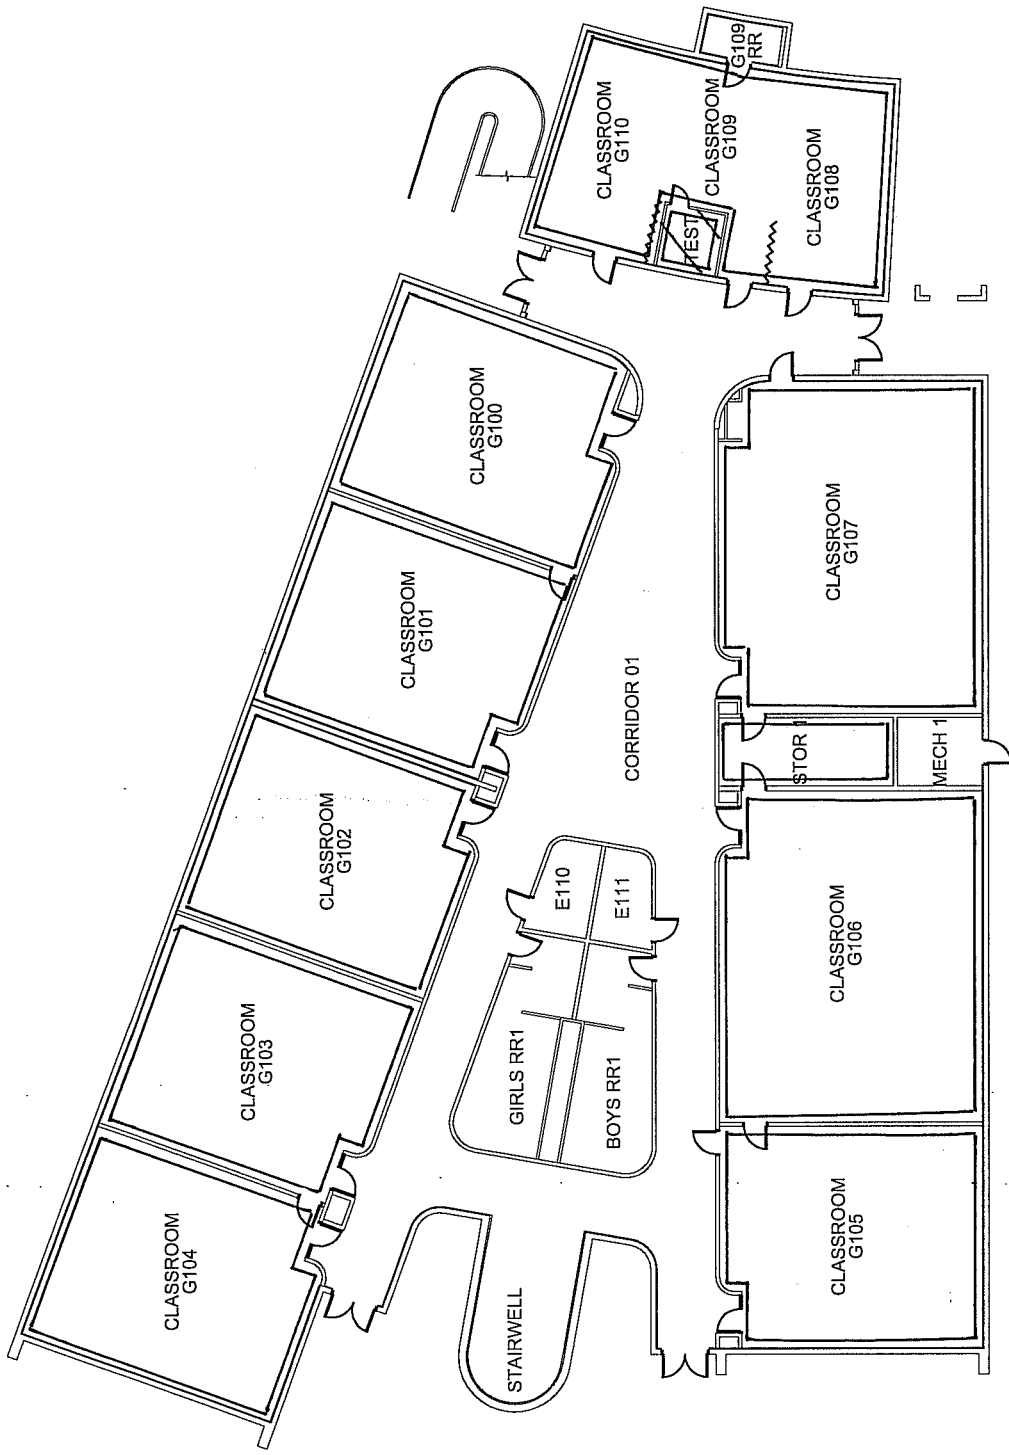 CLASSROOM
G104
CLASSROOM
G103
CLASSROOM
G102
CLASSROOM
G101
CLASSROOM
G100
CLASSROOM
G110
CLASSROOM
G109
G109
RR
CLASSROOM
G108
VEST
STAIRWELL
GIRLS RR1
BOYS RR1
E110
E111
CORRIDOR 01
CLASSROOM
G105
CLASSROOM
G106
STOR 1
MECH 1
CLASSROOM
G107